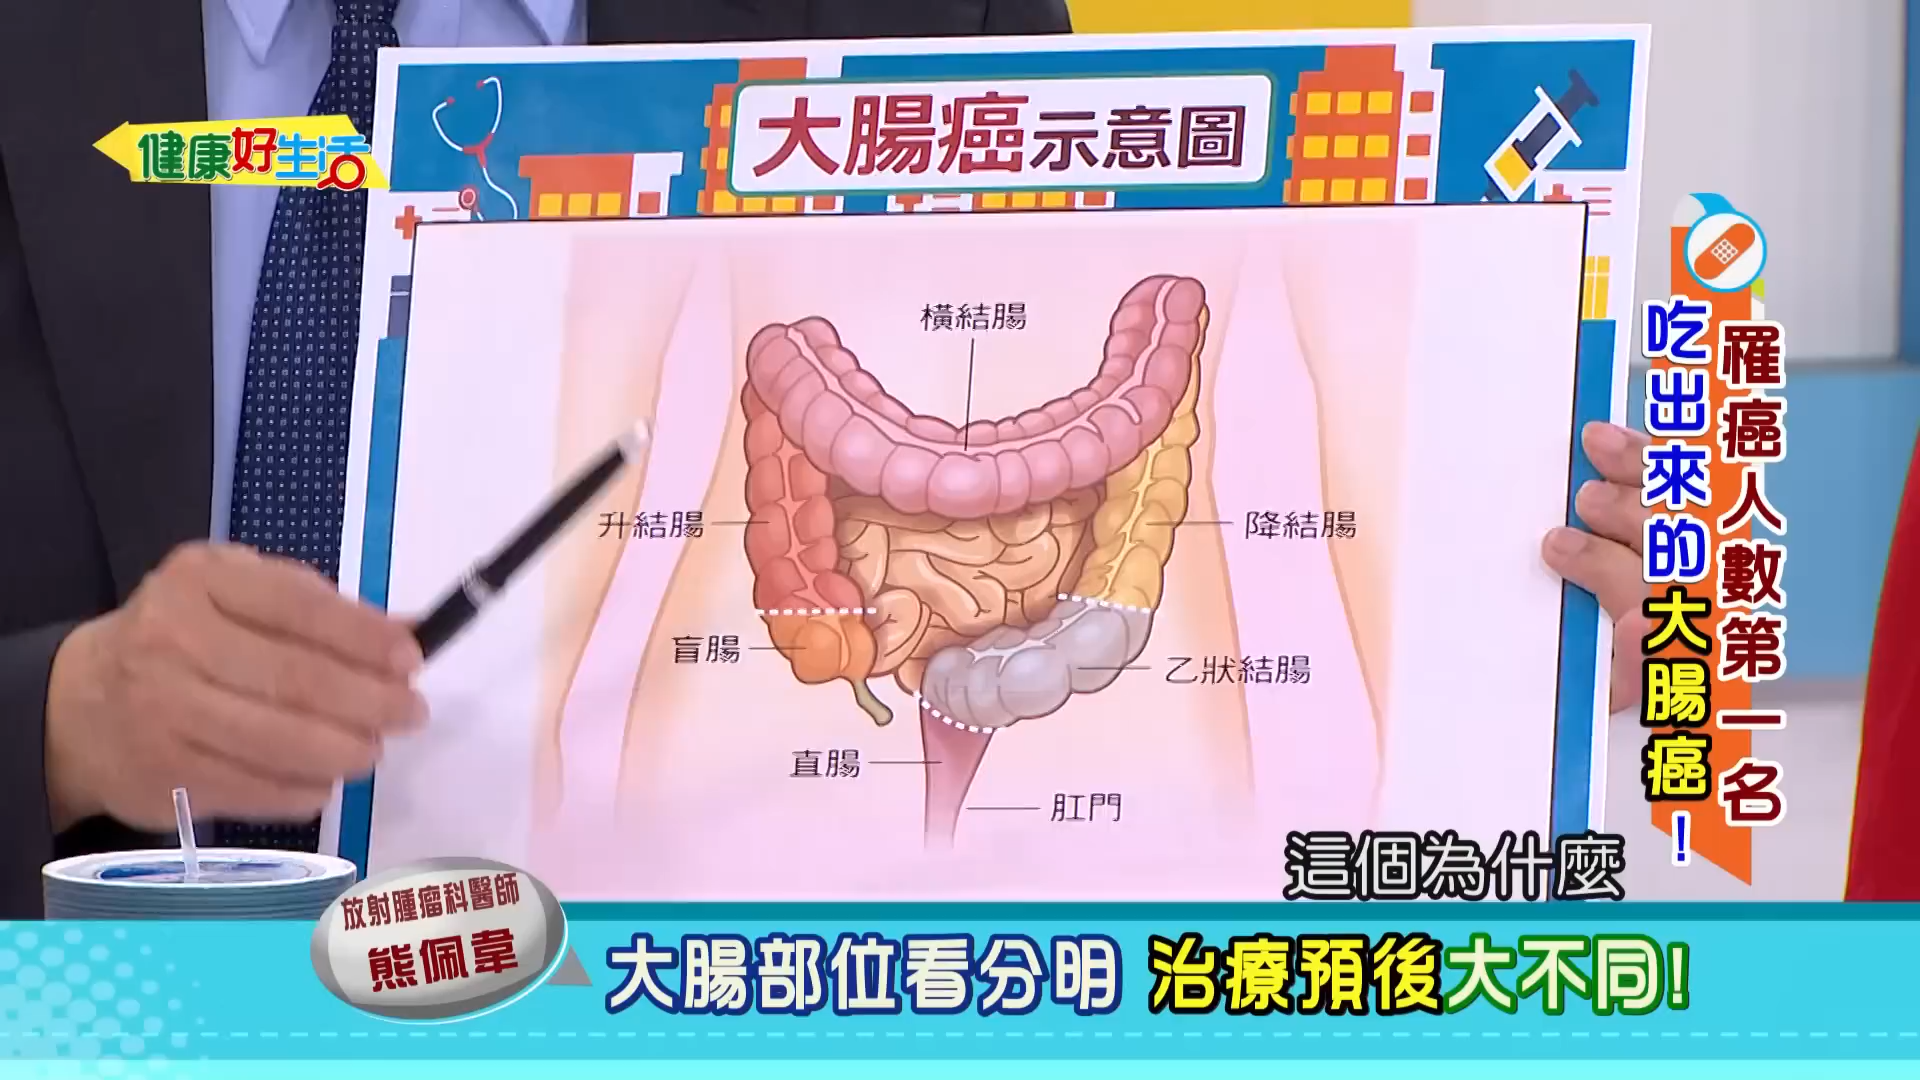 健康好生活
大腸癌示意圖
橫結腸
升結腸
降結腸
盲腸
乙狀結腸
直腸
肛門
罹癌人數第一名
吃出來的大腸癌！
這個為什麼
放射腫瘤科醫師
熊佩韋
大腸部位看分明 治療預後大不同!